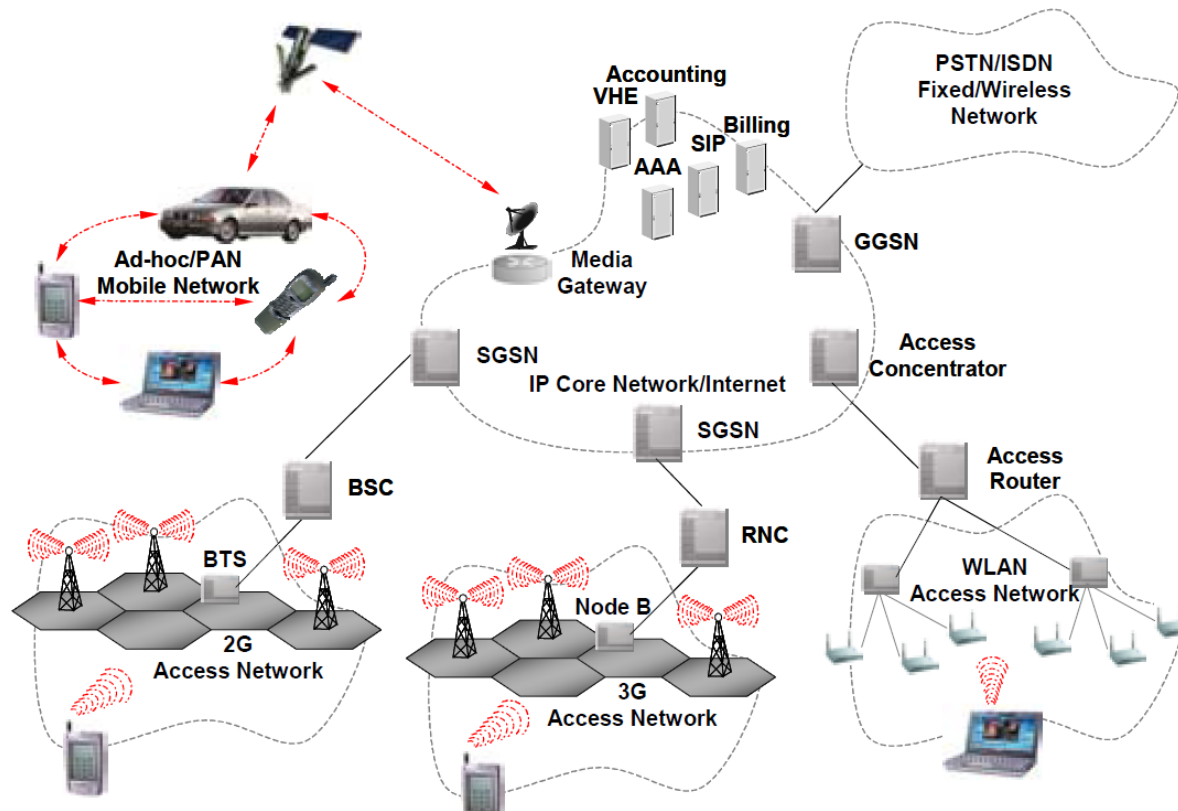 Accounting
VHE
Billing
SIP
AAA
PSTN/ISDN
Fixed/Wireless
Network
GGSN
Ad-hoc/PAN
Mobile Network
Media
Gateway
SGSN
Access
Concentrator
IP Core Network/Internet
SGSN
Access
Router
BSC
RNC
BTS
WLAN
Access Network
Node B
2G
Access Network
3G
Access Network